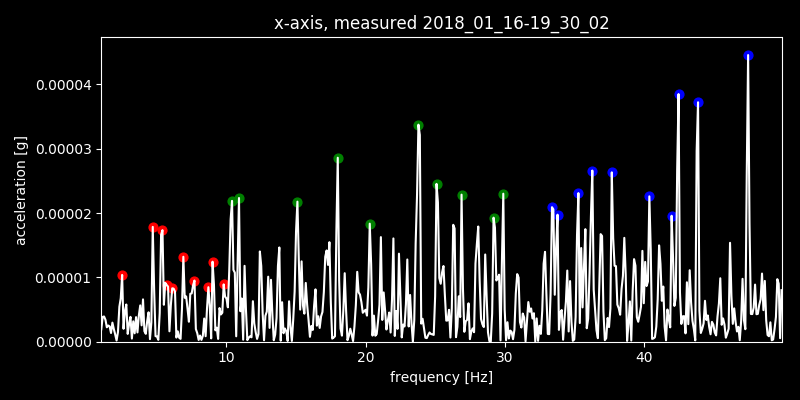 x-axis, measured 2018_01_16-19_30_02
0.00004
0.00003
0.00002
0.00001
0.00000
acceleration [g]
10 20 30 40
frequency [Hz]